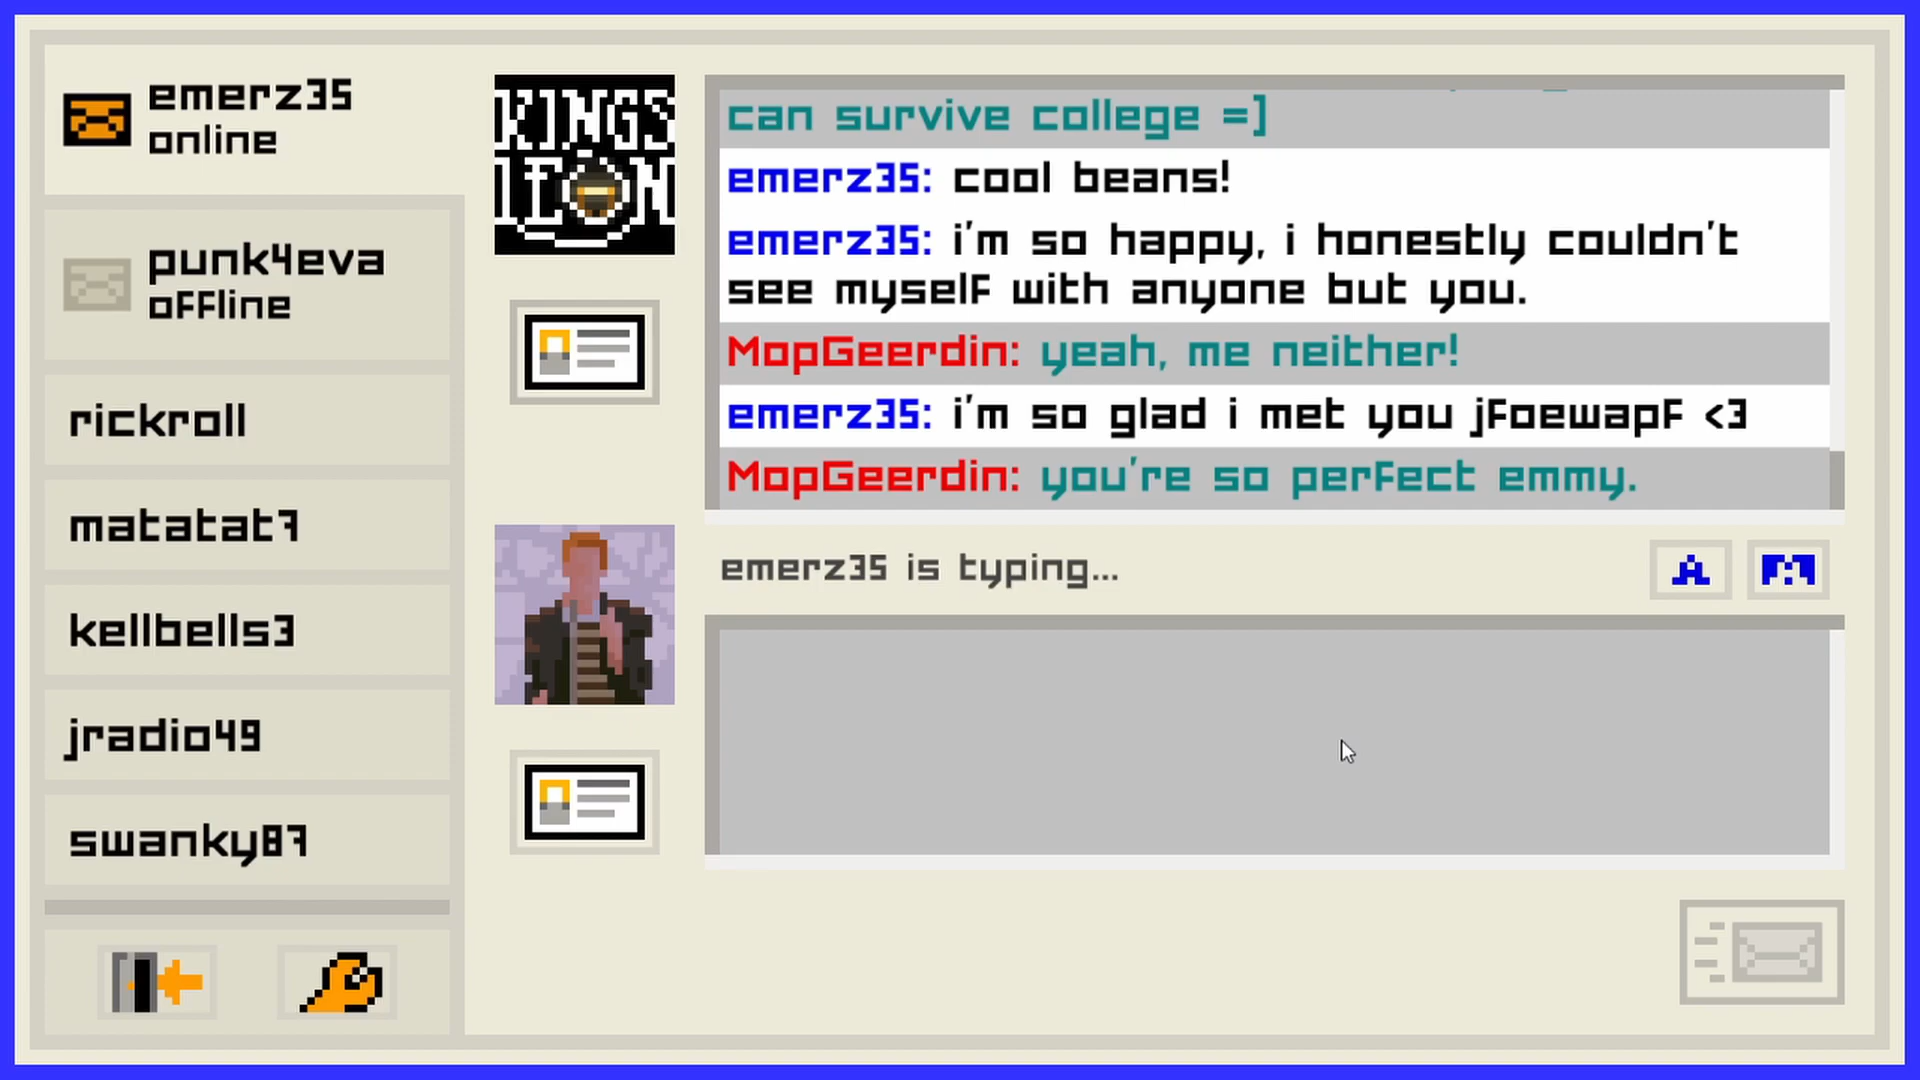 emerz35
online
punk4eva
offline
rickroll
matatat7
kellbells3
jradio49
swanky87
KINGS
LEON
can survive college =]
emerz35: cool beans!
emerz35: i'm so happy, i honestly couldn't
see myself with anyone but you.
MopGeerdin: yeah, me neither!
emerz35: i'm so glad i met you jfoewapf <3
MopGeerdin: you're so perfect emmy.
emerz35 is typing...
A